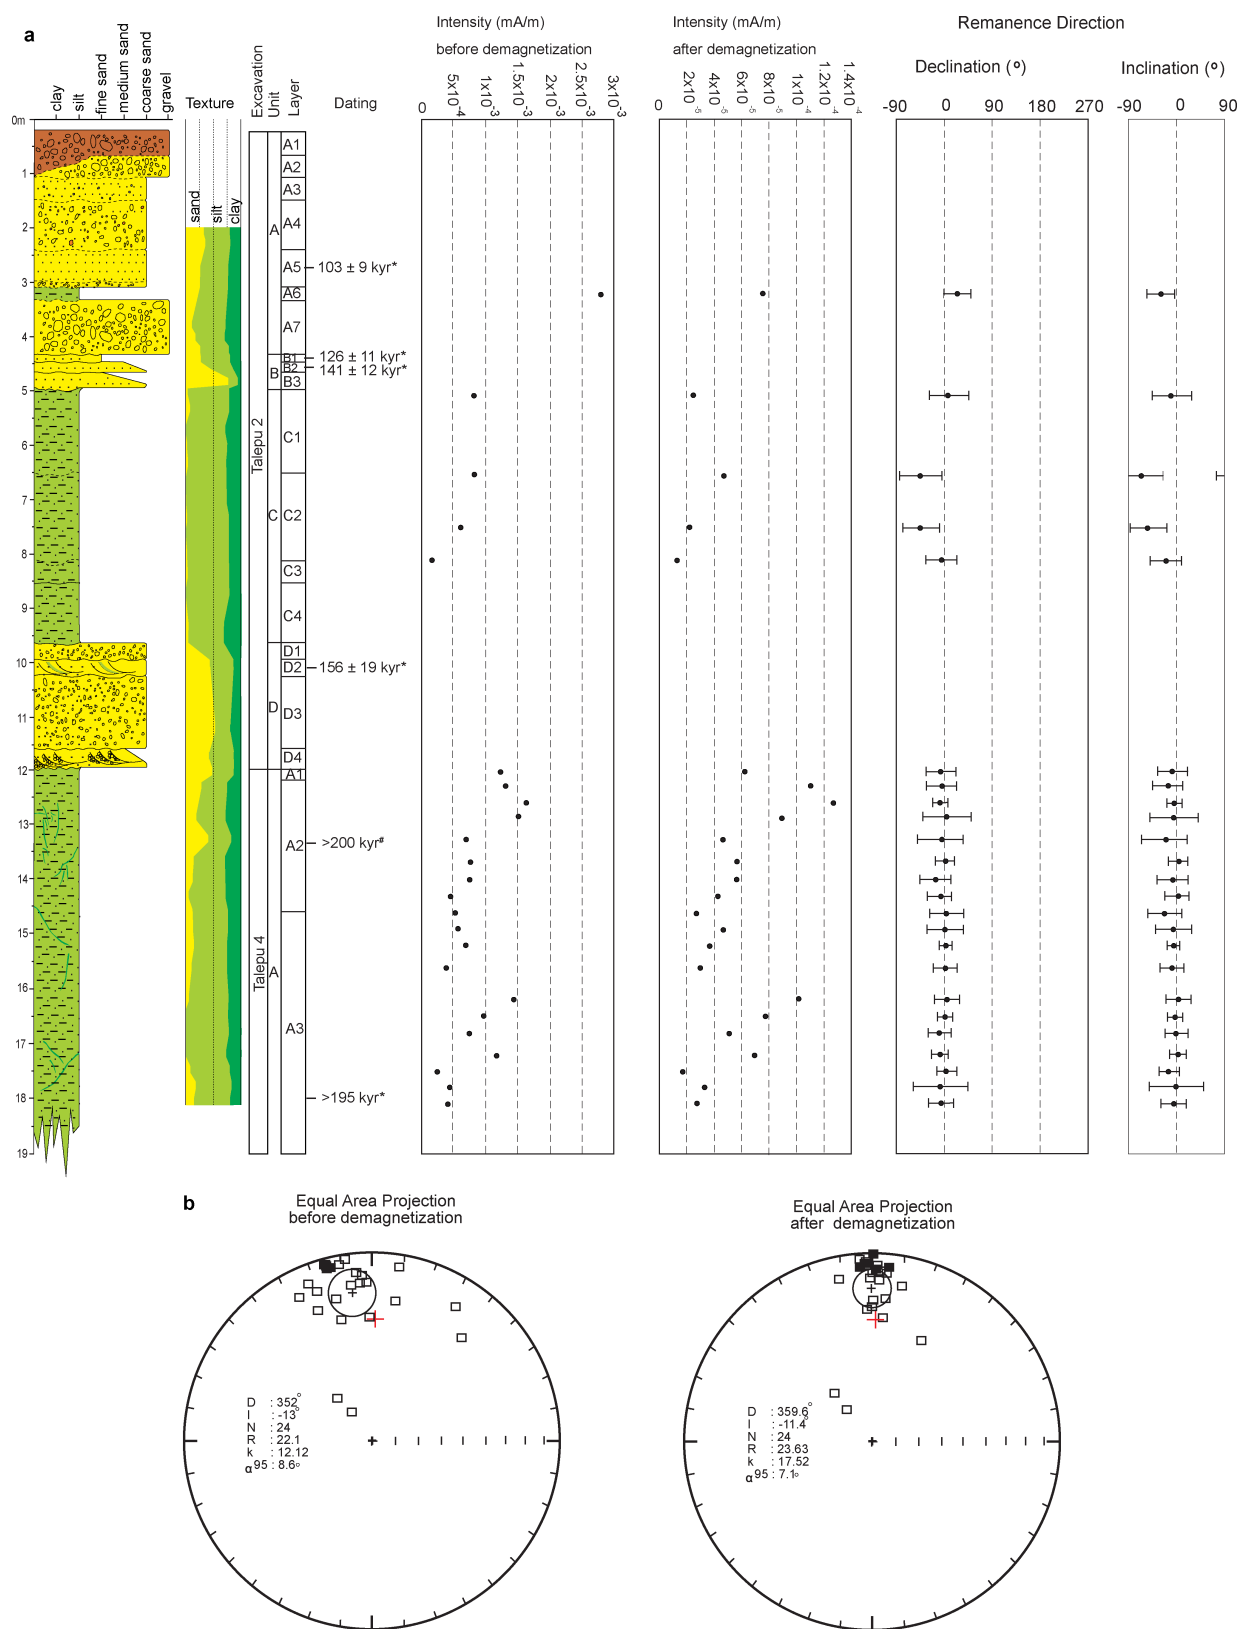 a
Intensity (mA/m)
before demagnetization
Intensity (mA/m)
after demagnetization
Remanence Direction
Declination (º)
Inclination (º)
clay
silt
fine sand
medium sand
coarse sand
gravel
Texture
Excavation
Unit
Layer
Dating
0
5x10-4
1x10-3
1.5x10-3
2x10-3
2.5x10-3
3x10-3
0
2x10-5
4x10-5
6x10-5
8x10-5
1x10-4
1.2x10-4
1.4x10-4
-90 0 90 180 270
-90 0 90
0m
1
2
3
4
5
6
7
8
9
10
11
12
13
14
15
16
17
18
19
sand
silt
clay
Talepu 2
Talepu 4
A
B
C
D
A
A1
A2
A3
A4
A5
A6
A7
B1
B2
B3
C1
C2
C3
C4
D1
D2
D3
D4
A1
A2
A3
103 ± 9 kyr*
126 ± 11 kyr*
141 ± 12 kyr*
156 ± 19 kyr*
>200 kyr#
>195 kyr*
b
Equal Area Projection
before demagnetization
D : 352°
I : -13°
N : 24
R : 22.1
k : 12.12
α95 : 8.6°
Equal Area Projection
after demagnetization
D : 359.6°
I : -11.4°
N : 24
R : 23.63
k : 17.52
α95 : 7.1°